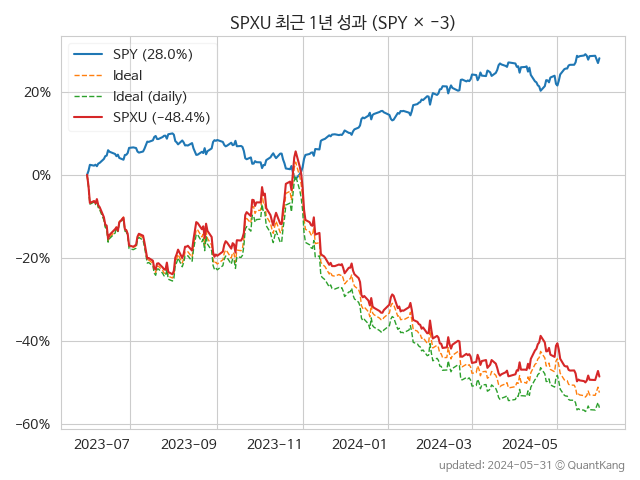 SPXU 최근 1년 성과 (SPY × −3)
SPY (28.0%)
Ideal
Ideal (daily)
SPXU (−48.4%)
20%
0%
−20%
−40%
−60%
2023−07
2023−09
2023−11
2024−01
2024−03
2024−05
updated: 2024-05-31 © QuantKang